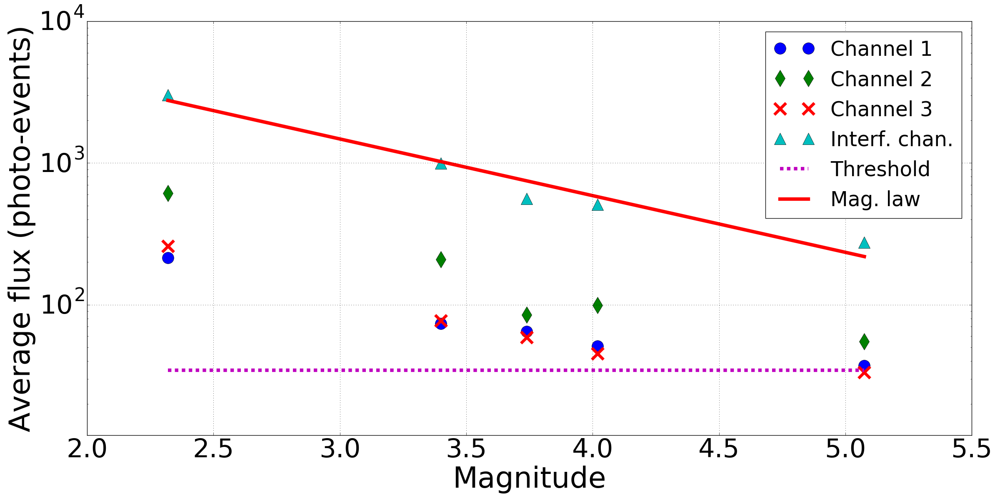 Average flux (photo-events)
10^4
10^3
10^2
Channel 1
Channel 2
Channel 3
Interf. chan.
Threshold
Mag. law
2.0 2.5 3.0 3.5 4.0 4.5 5.0 5.5
Magnitude